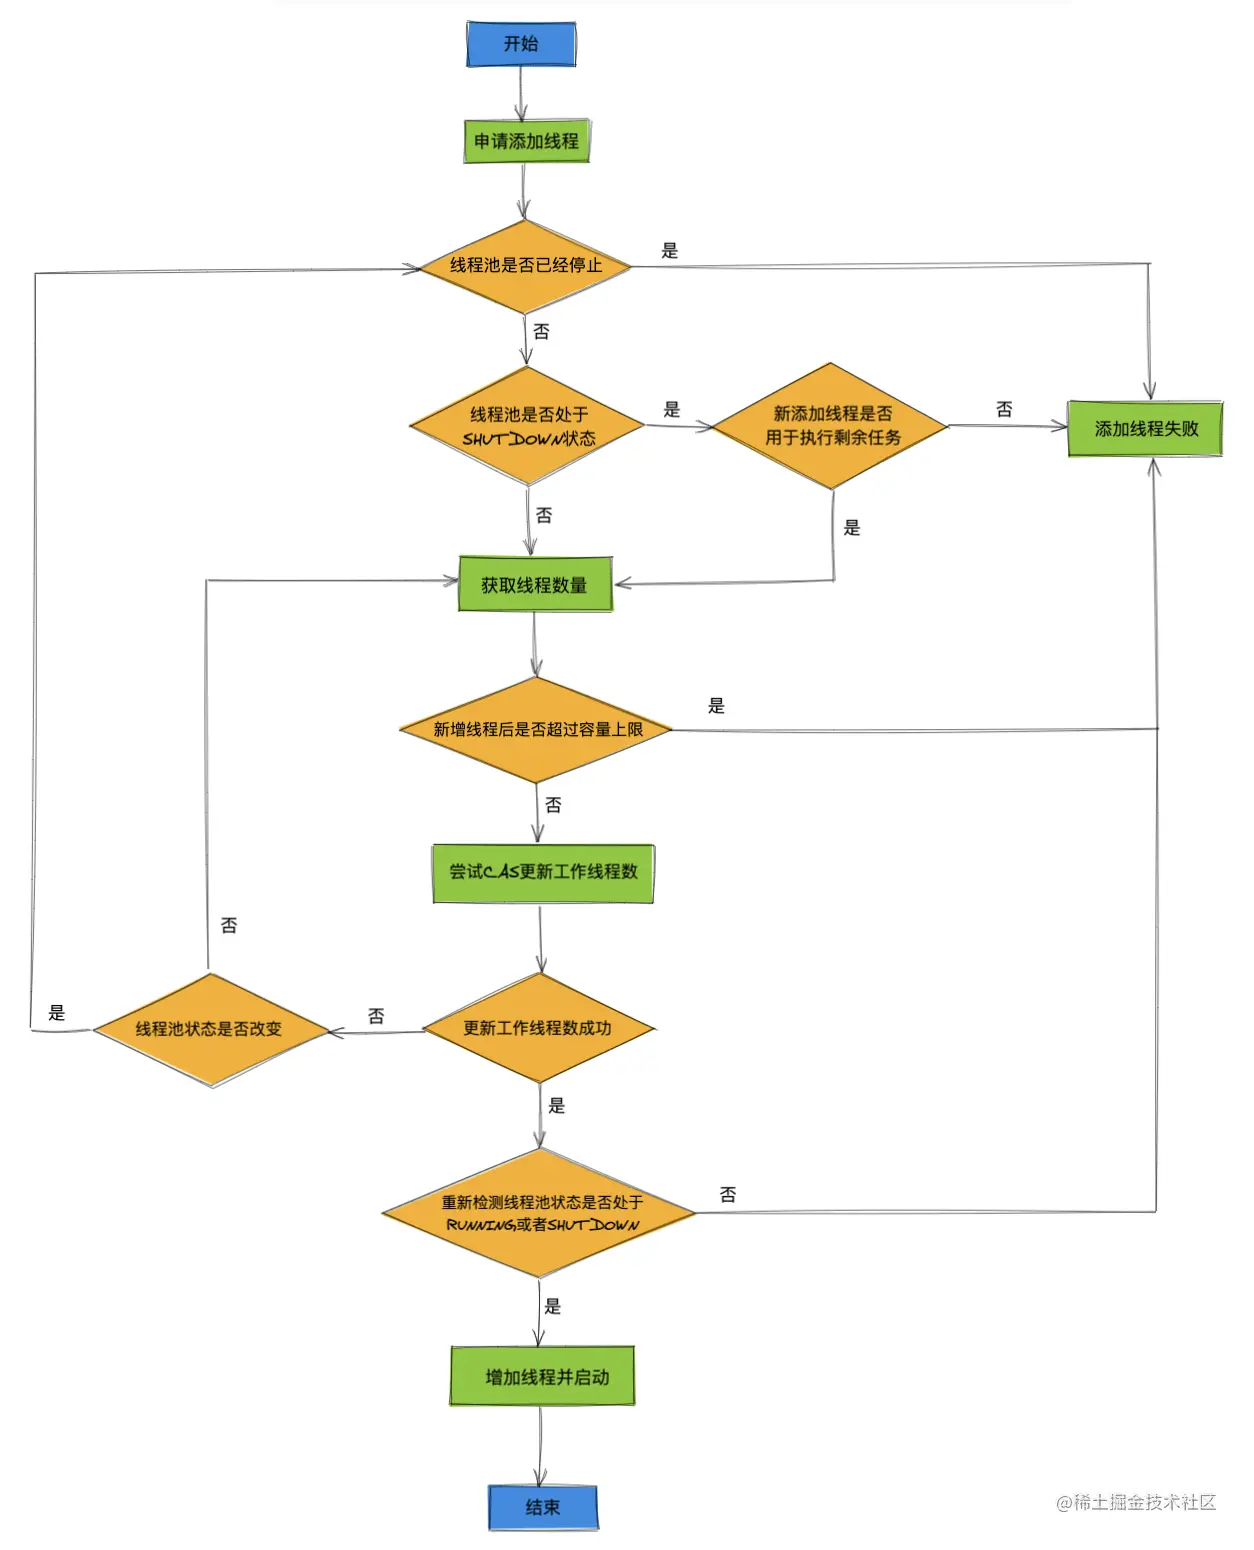 开始
申请添加线程
线程池是否已经停止
是
否
线程池是否处于
SHUTDOWN状态
是
新添加线程是否
用于执行剩余任务
否
添加线程失败
否
是
获取线程数量
新增线程后是否超过容量上限
是
否
尝试CAS更新工作线程数
否
是
线程池状态是否改变
否
更新工作线程数成功
是
重新检测线程池状态是否处于
RUNNING或者SHUTDOWN
否
是
增加线程并启动
结束
@稀土掘金技术社区